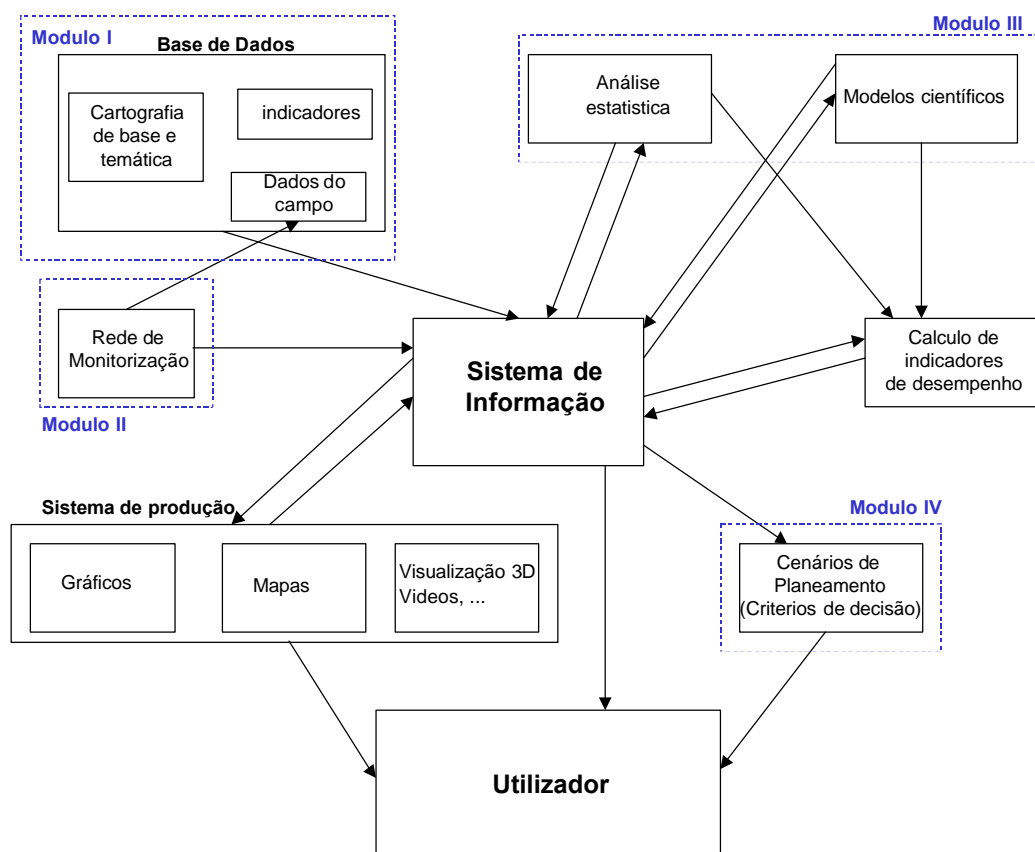 Modulo I
Base de Dados
Cartografia
de base e
temática
indicadores
Dados do
campo
Modulo III
Análise
estatistica
Modelos científicos
Rede de
Monitorização
Modulo II
Sistema de
Informação
Calculo de
indicadores
de desempenho
Sistema de produção
Gráficos
Mapas
Visualização 3D
Videos, ...
Modulo IV
Cenários de
Planeamento
(Criterios de decisão)
Utilizador